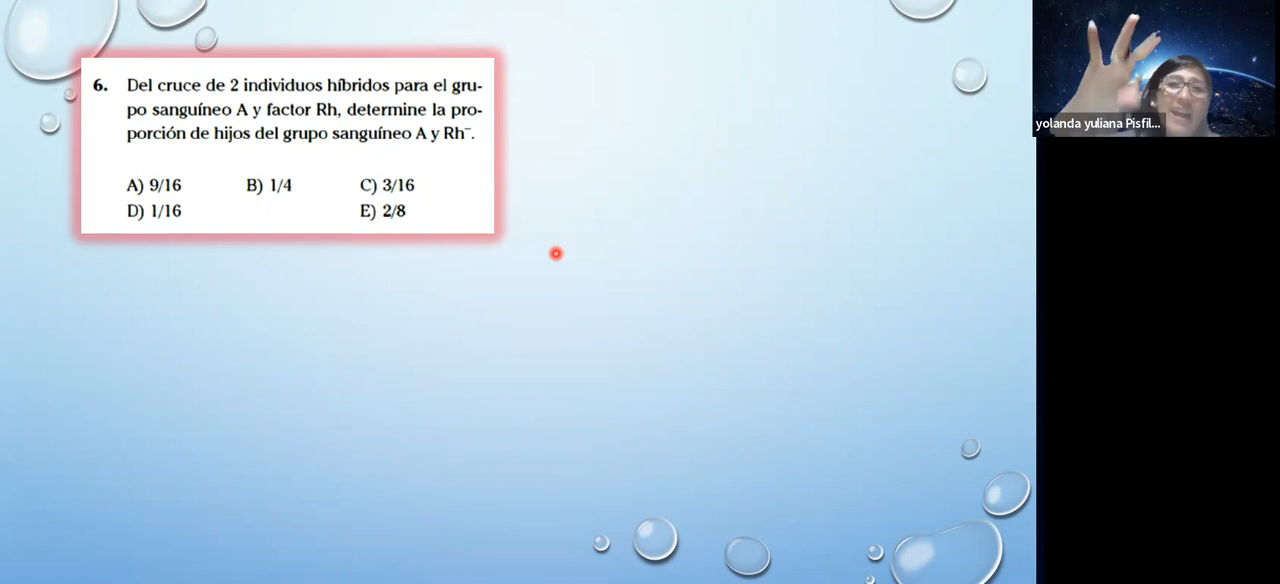 6. Del cruce de 2 individuos híbridos para el gru-
po sanguíneo A y factor Rh, determine la pro-
porción de hijos del grupo sanguíneo A y Rh⁻.
A) 9/16 B) 1/4 C) 3/16
D) 1/16 E) 2/8
yolanda yuliana Pisfil...